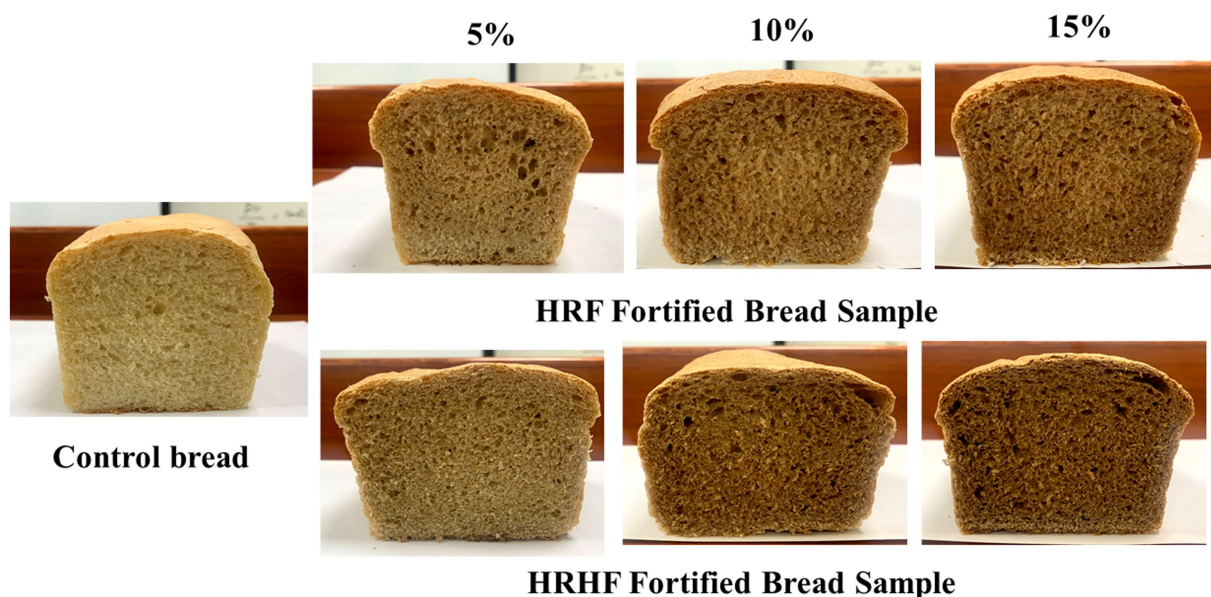 5%
10%
15%
HRF Fortified Bread Sample
Control bread
HRHF Fortified Bread Sample